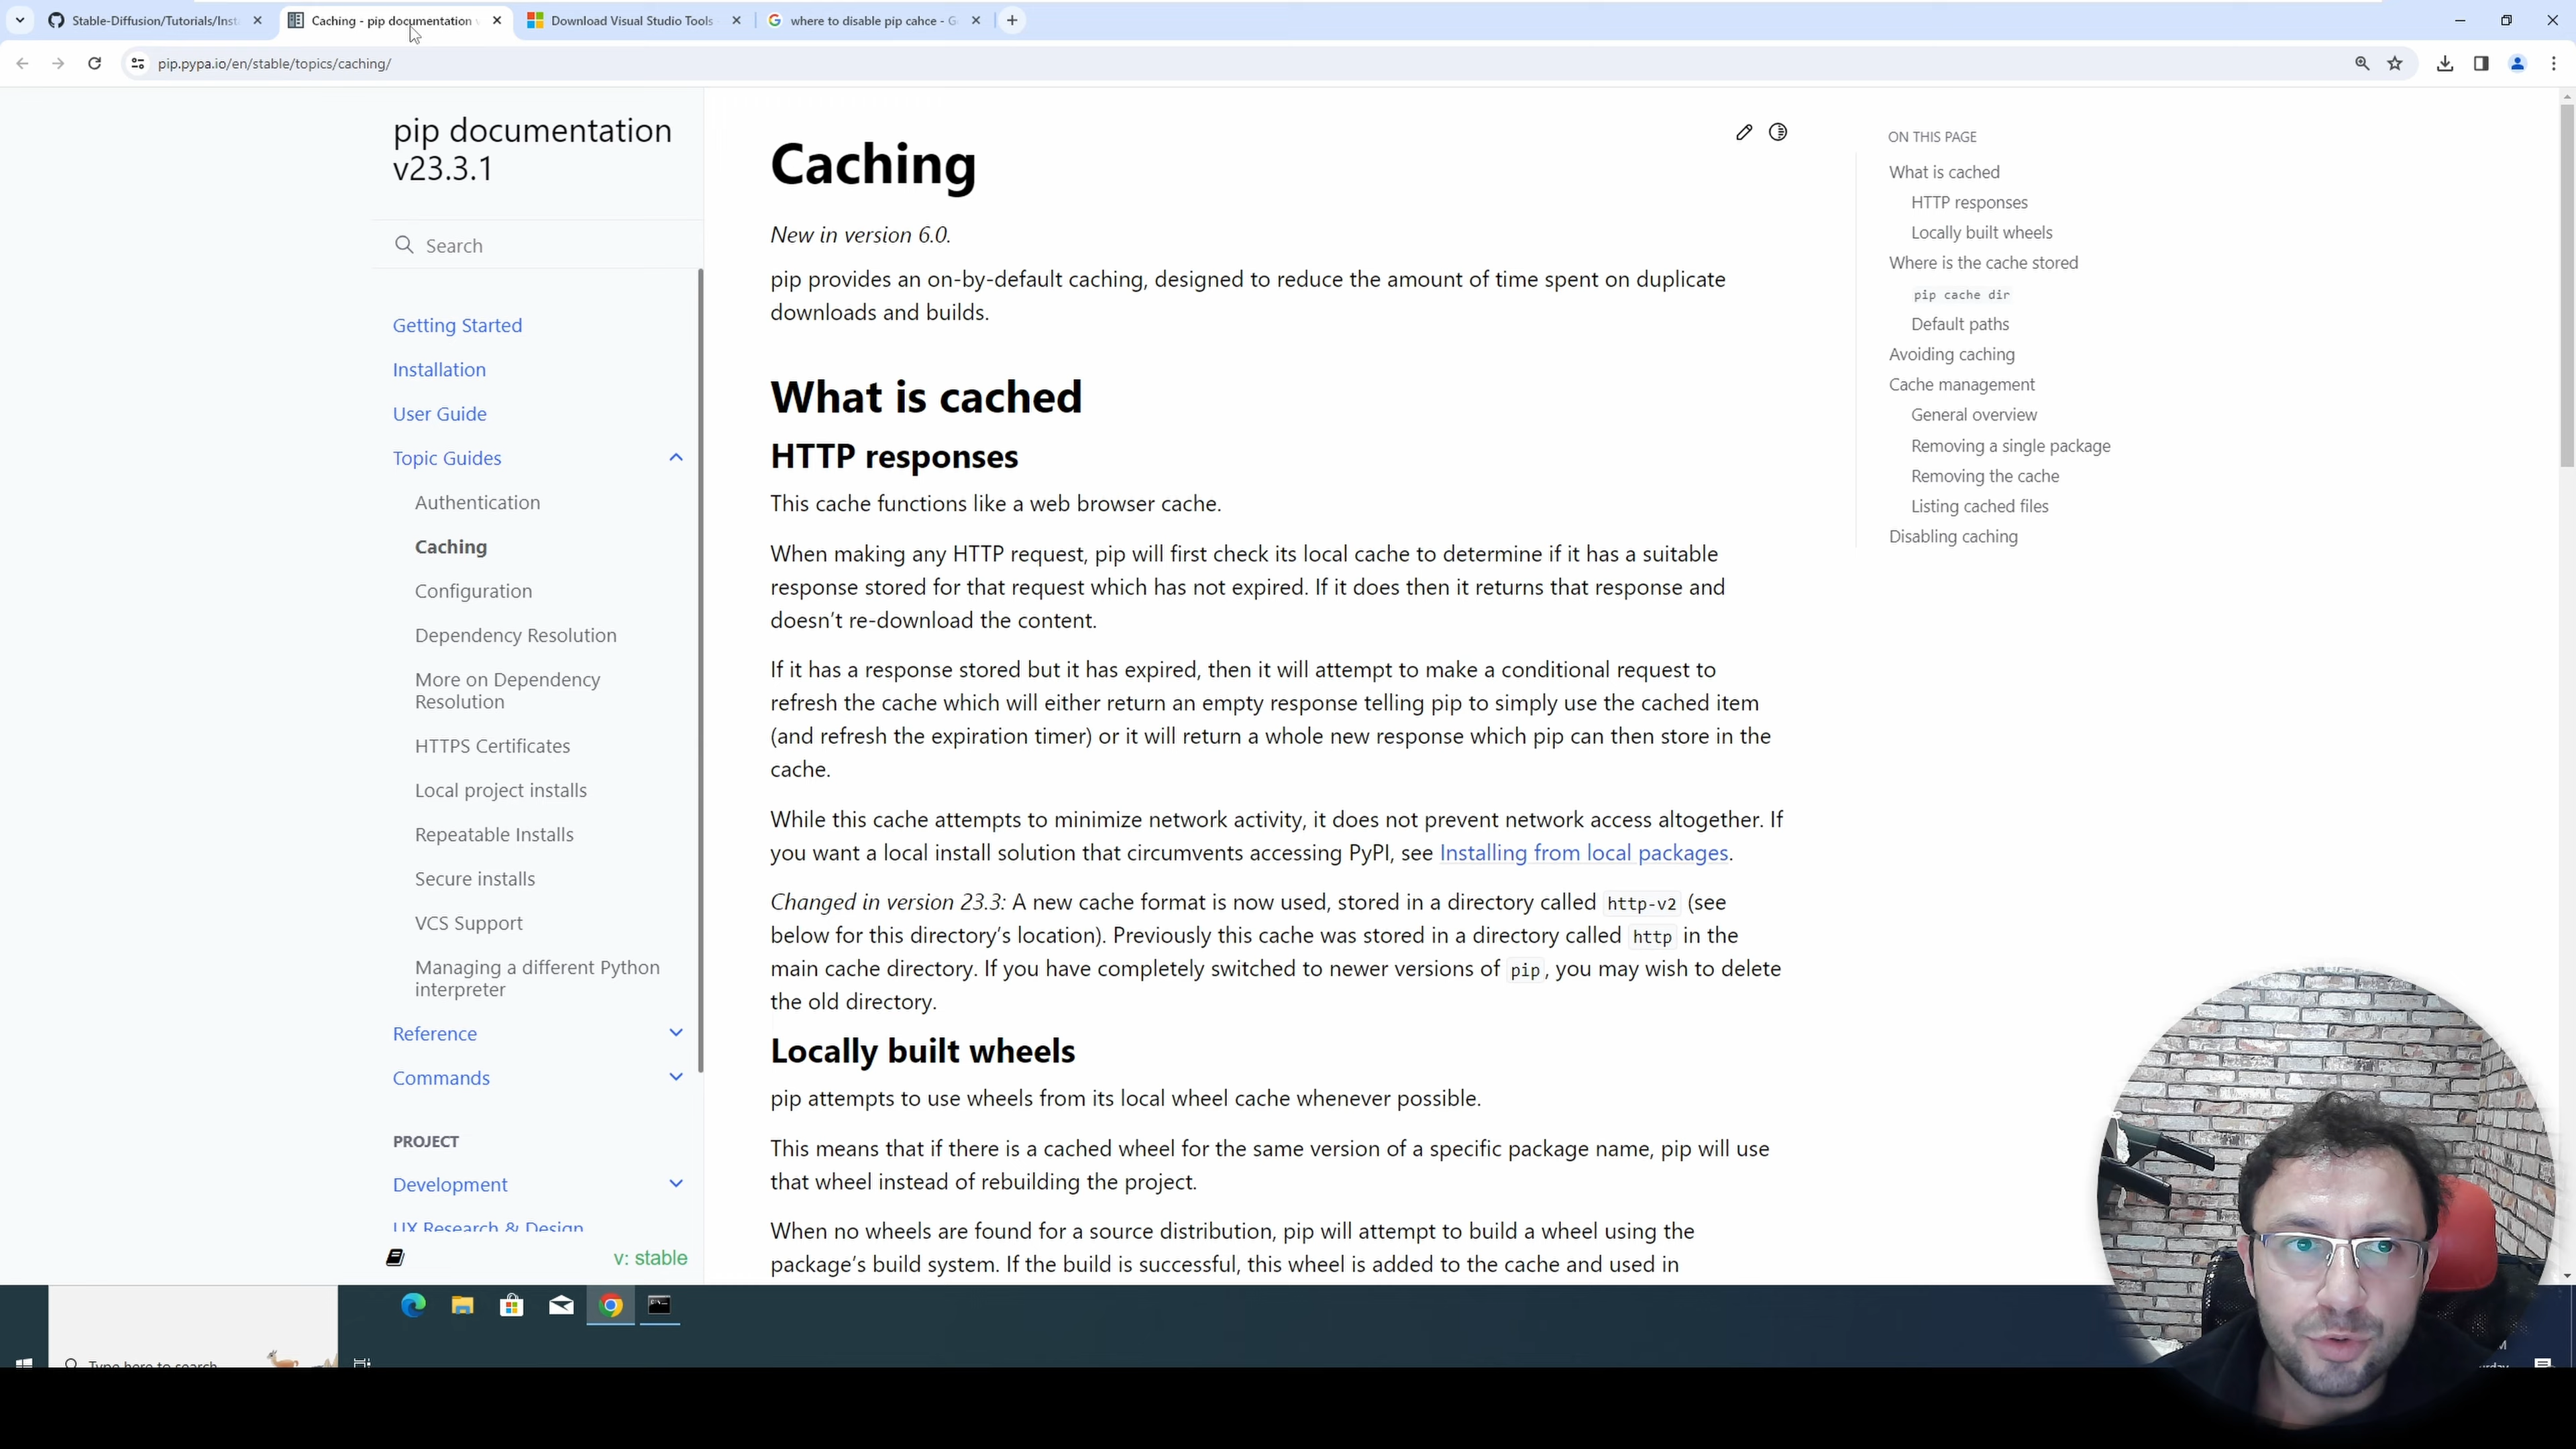 Stable-Diffusion/Tutorials/Inst
Caching - pip documentation v
Download Visual Studio Tools
where to disable pip cahce - G
pip.pypa.io/en/stable/topics/caching/
pip documentation
v23.3.1
Search
Getting Started
Installation
User Guide
Topic Guides
Authentication
Caching
Configuration
Dependency Resolution
More on Dependency
Resolution
HTTPS Certificates
Local project installs
Repeatable Installs
Secure installs
VCS Support
Managing a different Python
interpreter
Reference
Commands
PROJECT
Development
UX Research & Design
v: stable
Caching
New in version 6.0.
pip provides an on-by-default caching, designed to reduce the amount of time spent on duplicate
downloads and builds.
What is cached
HTTP responses
This cache functions like a web browser cache.
When making any HTTP request, pip will first check its local cache to determine if it has a suitable
response stored for that request which has not expired. If it does then it returns that response and
doesn’t re-download the content.
If it has a response stored but it has expired, then it will attempt to make a conditional request to
refresh the cache which will either return an empty response telling pip to simply use the cached item
(and refresh the expiration timer) or it will return a whole new response which pip can then store in the
cache.
While this cache attempts to minimize network activity, it does not prevent network access altogether. If
you want a local install solution that circumvents accessing PyPI, see Installing from local packages.
Changed in version 23.3: A new cache format is now used, stored in a directory called http-v2 (see
below for this directory’s location). Previously this cache was stored in a directory called http in the
main cache directory. If you have completely switched to newer versions of pip, you may wish to delete
the old directory.
Locally built wheels
pip attempts to use wheels from its local wheel cache whenever possible.
This means that if there is a cached wheel for the same version of a specific package name, pip will use
that wheel instead of rebuilding the project.
When no wheels are found for a source distribution, pip will attempt to build a wheel using the
package’s build system. If the build is successful, this wheel is added to the cache and used in
ON THIS PAGE
What is cached
HTTP responses
Locally built wheels
Where is the cache stored
pip cache dir
Default paths
Avoiding caching
Cache management
General overview
Removing a single package
Removing the cache
Listing cached files
Disabling caching
Type here to search